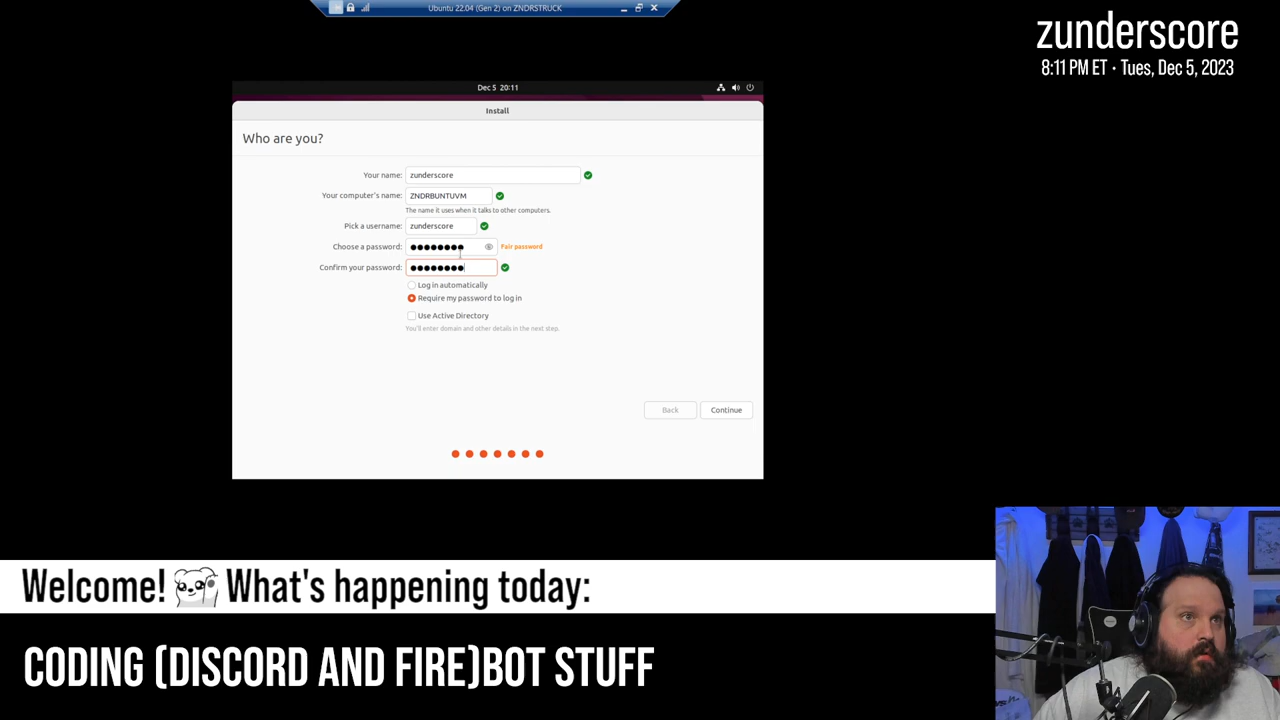 Ubuntu 22.04 (Gen 2) on ZNDRSTRUCK
zunderscore
8:11 PM ET · Tues, Dec 5, 2023
Dec 5 20:11
Install
Who are you?
Your name: zunderscore
Your computer's name: ZNDRBUNTUVM
The name it uses when it talks to other computers.
Pick a username: zunderscore
Choose a password: ●●●●●●●● Fair password
Confirm your password: ●●●●●●●●
Log in automatically
Require my password to log in
Use Active Directory
You'll enter domain and other details in the next step.
Back Continue
Welcome! What's happening today:
CODING (DISCORD AND FIRE)BOT STUFF